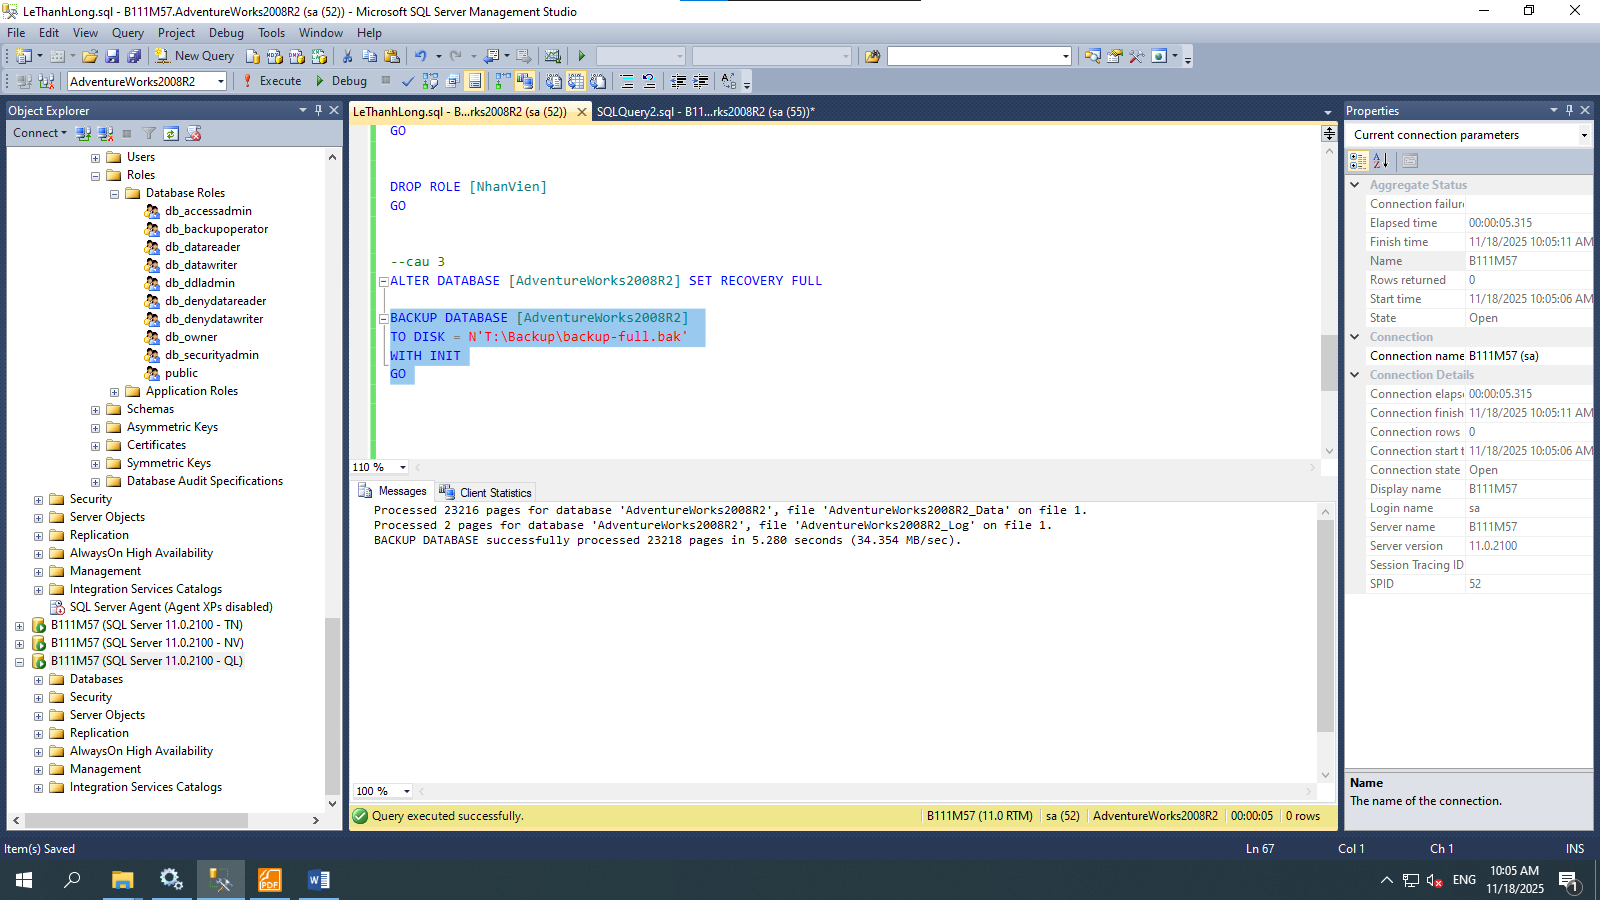 LeThanhLong.sql - B111M57.AdventureWorks2008R2 (sa (52)) - Microsoft SQL Server Management Studio
File Edit View Query Project Debug Tools Window Help
New Query
AdventureWorks2008R2 Execute Debug
Object Explorer
Connect
Users
Roles
Database Roles
db_accessadmin
db_backupoperator
db_datareader
db_datawriter
db_ddladmin
db_denydatareader
db_denydatawriter
db_owner
db_securityadmin
public
Application Roles
Schemas
Asymmetric Keys
Certificates
Symmetric Keys
Database Audit Specifications
Security
Server Objects
Replication
AlwaysOn High Availability
Management
Integration Services Catalogs
SQL Server Agent (Agent XPs disabled)
B111M57 (SQL Server 11.0.2100 - TN)
B111M57 (SQL Server 11.0.2100 - NV)
B111M57 (SQL Server 11.0.2100 - QL)
Databases
Security
Server Objects
Replication
AlwaysOn High Availability
Management
Integration Services Catalogs
LeThanhLong.sql - B...rks2008R2 (sa (52)) SQLQuery2.sql - B11...rks2008R2 (sa (55))*
GO
DROP ROLE [NhanVien]
GO
--cau 3
ALTER DATABASE [AdventureWorks2008R2] SET RECOVERY FULL
BACKUP DATABASE [AdventureWorks2008R2]
TO DISK = N'T:\Backup\backup-full.bak'
WITH INIT
GO
110 %
Messages Client Statistics
Processed 23216 pages for database 'AdventureWorks2008R2', file 'AdventureWorks2008R2_Data' on file 1.
Processed 2 pages for database 'AdventureWorks2008R2', file 'AdventureWorks2008R2_Log' on file 1.
BACKUP DATABASE successfully processed 23218 pages in 5.280 seconds (34.354 MB/sec).
100 %
Query executed successfully. B111M57 (11.0 RTM) sa (52) AdventureWorks2008R2 00:00:05 0 rows
Properties
Current connection parameters
Aggregate Status
Connection failure
Elapsed time 00:00:05.315
Finish time 11/18/2025 10:05:11 AM
Name B111M57
Rows returned 0
Start time 11/18/2025 10:05:06 AM
State Open
Connection
Connection name B111M57 (sa)
Connection Details
Connection elaps 00:00:05.315
Connection finish 11/18/2025 10:05:11 AM
Connection rows 0
Connection start t 11/18/2025 10:05:06 AM
Connection state Open
Display name B111M57
Login name sa
Server name B111M57
Server version 11.0.2100
Session Tracing ID
SPID 52
Name
The name of the connection.
Item(s) Saved Ln 67 Col 1 Ch 1 INS
PDF
ENG
10:05 AM
11/18/2025
1